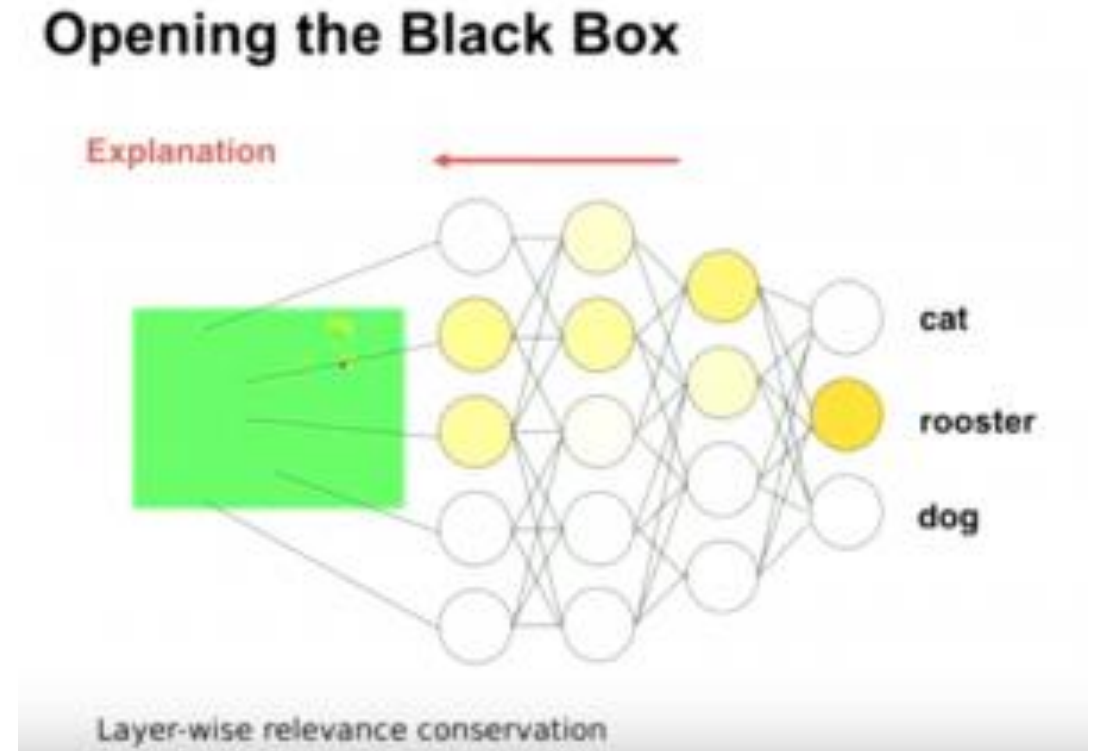 Opening the Black Box
Explanation
cat
rooster
dog
Layer-wise relevance conservation